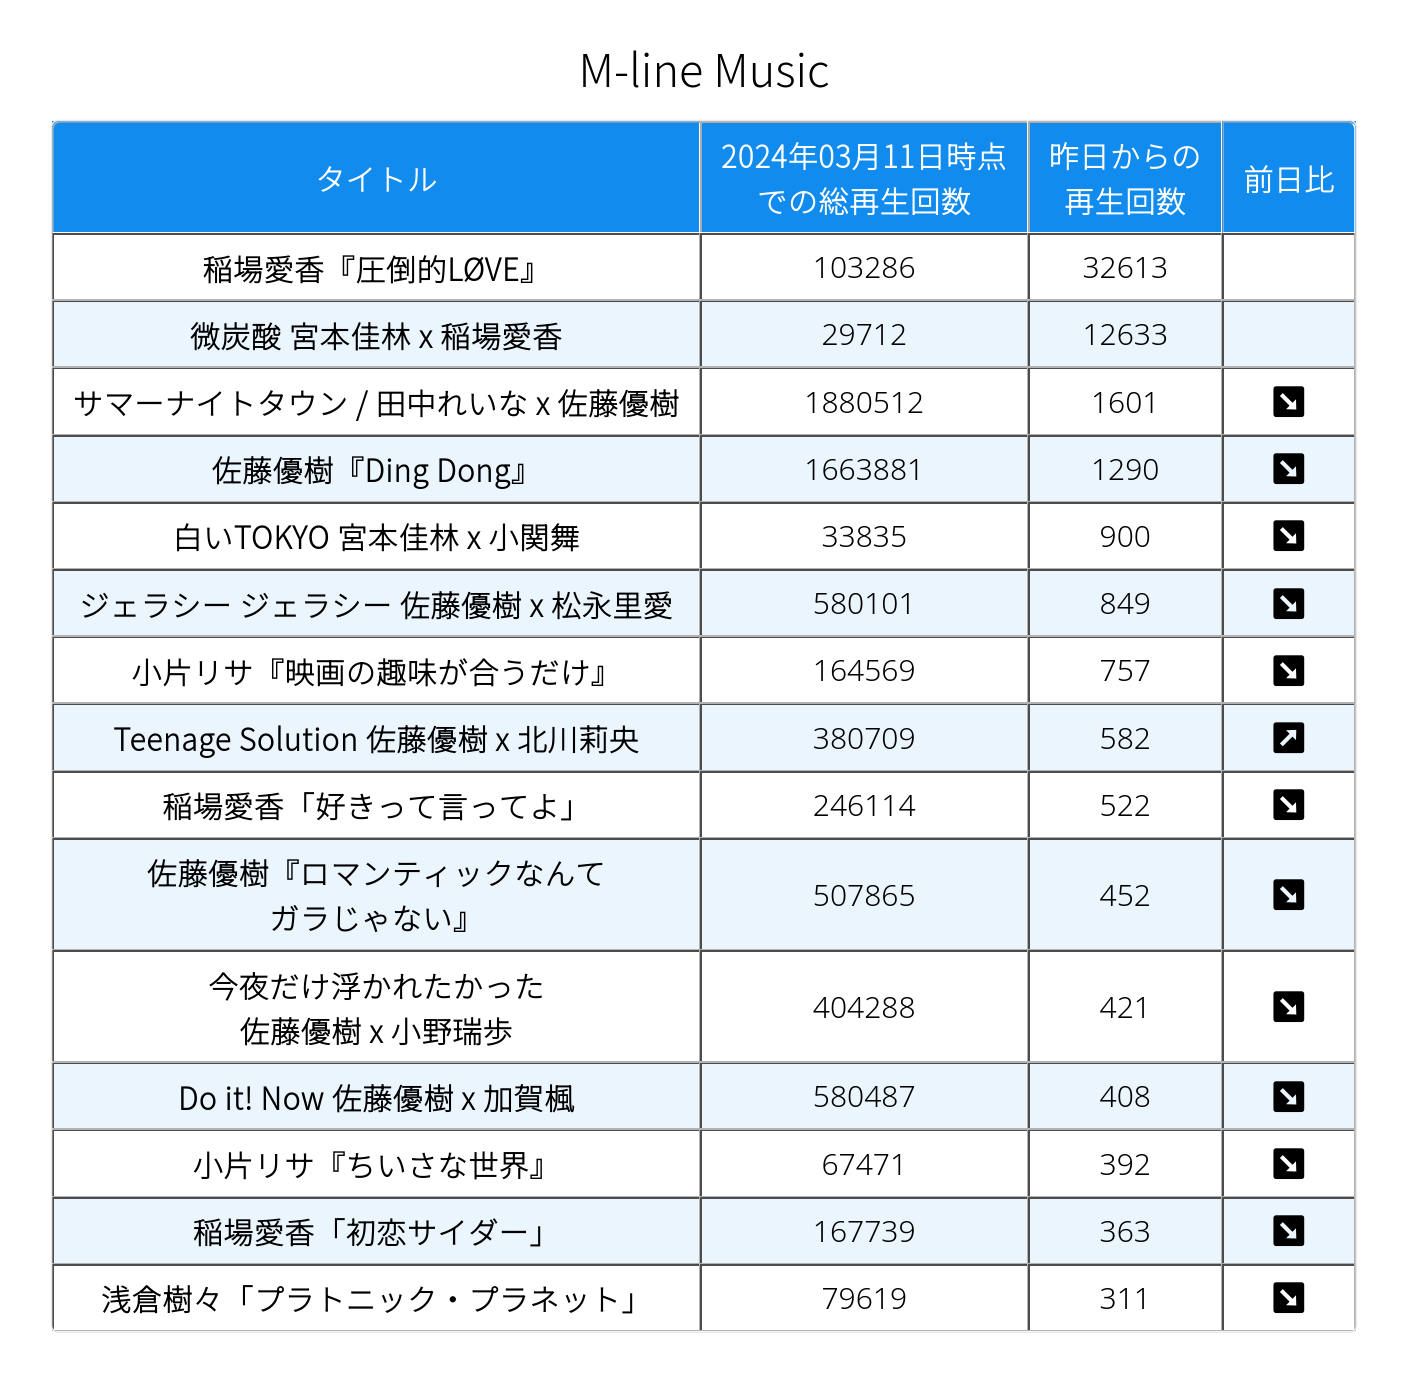 M-line Music
タイトル
2024年03月11日時点
での総再生回数
昨日からの
再生回数
前日比
稲場愛香『圧倒的LØVE』 103286 32613
微炭酸 宮本佳林 x 稲場愛香 29712 12633
サマーナイトタウン / 田中れいな x 佐藤優樹 1880512 1601 ↘
佐藤優樹『Ding Dong』 1663881 1290 ↘
白いTOKYO 宮本佳林 x 小関舞 33835 900 ↘
ジェラシー ジェラシー 佐藤優樹 x 松永里愛 580101 849 ↘
小片リサ『映画の趣味が合うだけ』 164569 757 ↘
Teenage Solution 佐藤優樹 x 北川莉央 380709 582 ↗
稲場愛香「好きって言ってよ」 246114 522 ↘
佐藤優樹『ロマンティックなんて
ガラじゃない』 507865 452 ↘
今夜だけ浮かれたかった
佐藤優樹 x 小野瑞歩 404288 421 ↘
Do it! Now 佐藤優樹 x 加賀楓 580487 408 ↘
小片リサ『ちいさな世界』 67471 392 ↘
稲場愛香「初恋サイダー」 167739 363 ↘
浅倉樹々「プラトニック・プラネット」 79619 311 ↘